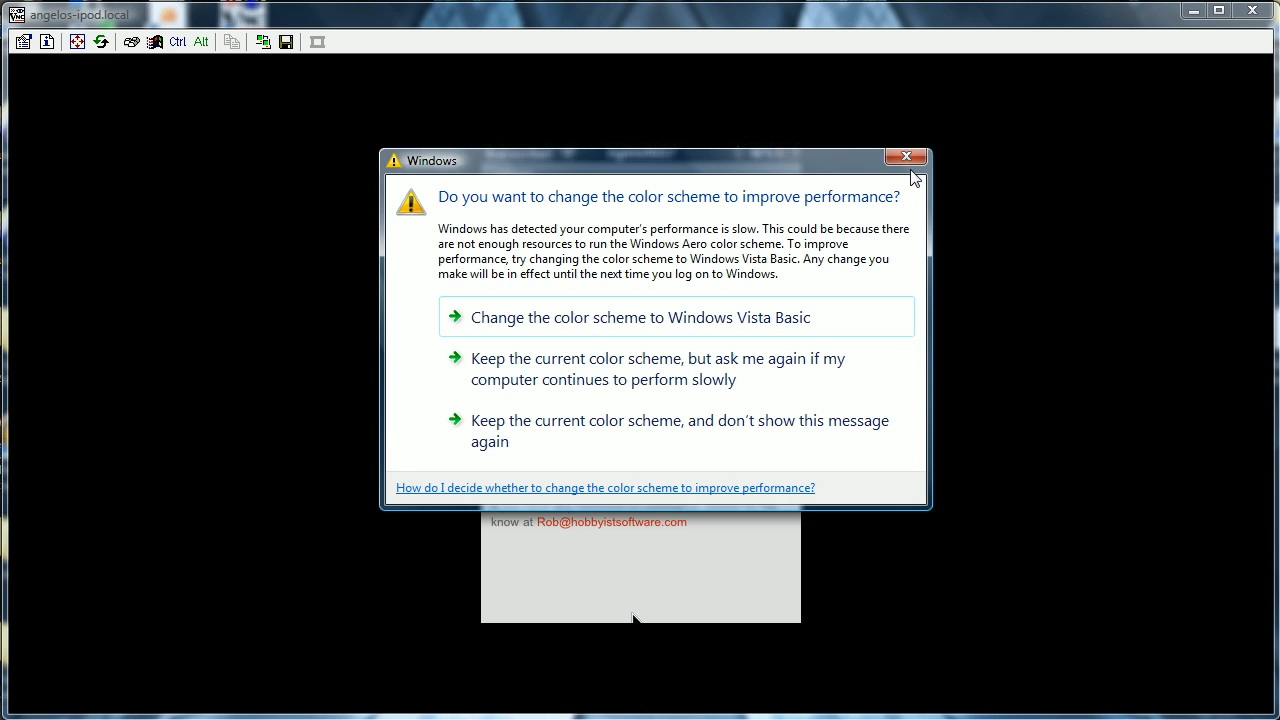 angelos-ipod.local
Ctrl Alt
Windows
Do you want to change the color scheme to improve performance?
Windows has detected your computer's performance is slow. This could be because there
are not enough resources to run the Windows Aero color scheme. To improve
performance, try changing the color scheme to Windows Vista Basic. Any change you
make will be in effect until the next time you log on to Windows.
Change the color scheme to Windows Vista Basic
Keep the current color scheme, but ask me again if my
computer continues to perform slowly
Keep the current color scheme, and don't show this message
again
How do I decide whether to change the color scheme to improve performance?
know at Rob@hobbyistsoftware.com